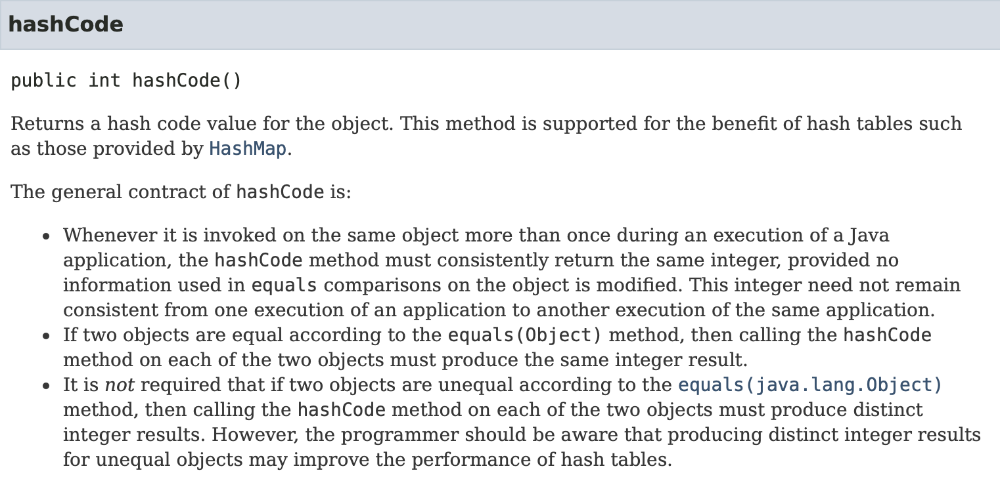 hashCode
public int hashCode()
Returns a hash code value for the object. This method is supported for the benefit of hash tables such
as those provided by HashMap.
The general contract of hashCode is:
• Whenever it is invoked on the same object more than once during an execution of a Java
application, the hashCode method must consistently return the same integer, provided no
information used in equals comparisons on the object is modified. This integer need not remain
consistent from one execution of an application to another execution of the same application.
• If two objects are equal according to the equals(Object) method, then calling the hashCode
method on each of the two objects must produce the same integer result.
• It is not required that if two objects are unequal according to the equals(java.lang.Object)
method, then calling the hashCode method on each of the two objects must produce distinct
integer results. However, the programmer should be aware that producing distinct integer results
for unequal objects may improve the performance of hash tables.